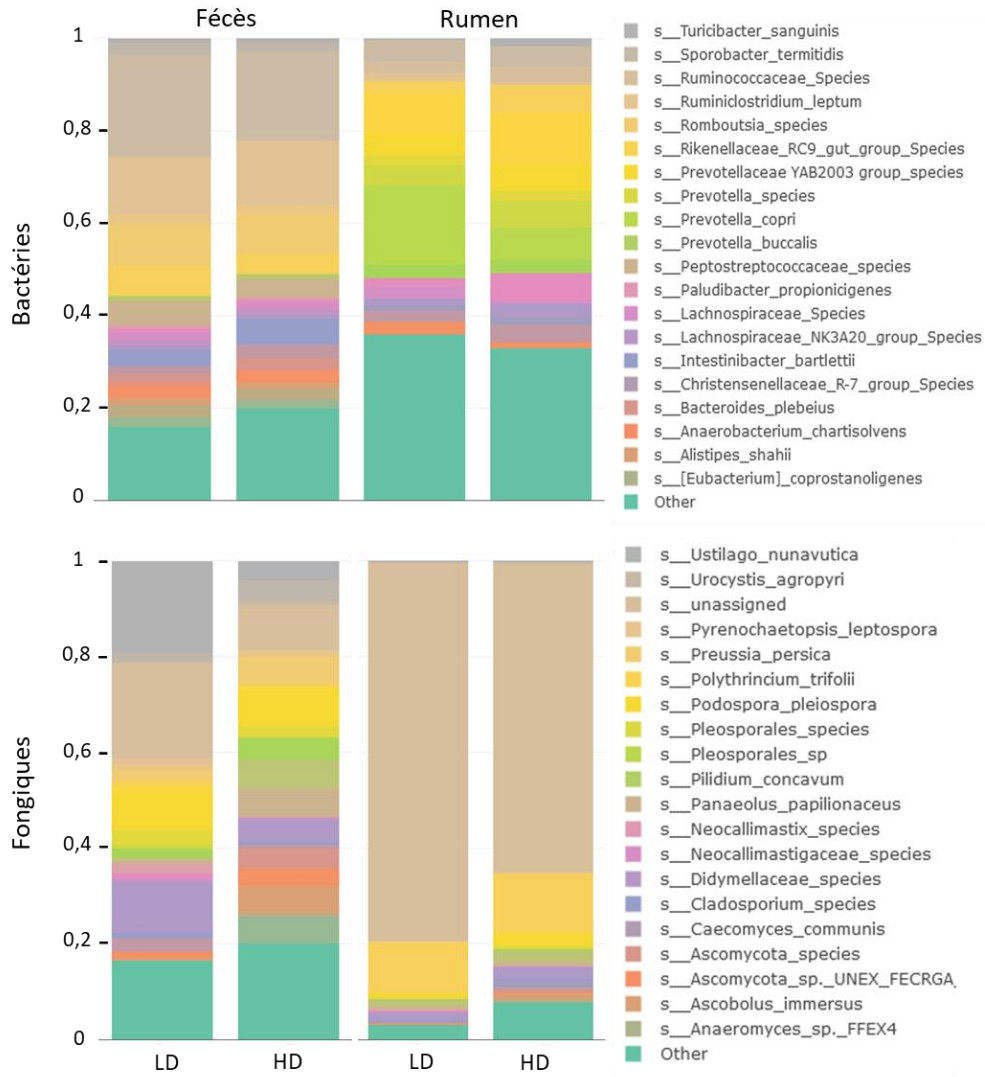 Fécès
Rumen
Bactéries
1
0,8
0,6
0,4
0,2
0
s__Turicibacter_sanguinis
s__Sporobacter_termitidis
s__Ruminococcaceae_Species
s__Ruminiclostridium_leptum
s__Romboutsia_species
s__Rikenellaceae_RC9_gut_group_Species
s__Prevotellaceae YAB2003 group_species
s__Prevotella_species
s__Prevotella_copri
s__Prevotella_buccalis
s__Peptostreptococcaceae_species
s__Paludibacter_propionicigenes
s__Lachnospiraceae_Species
s__Lachnospiraceae_NK3A20_group_Species
s__Intestinibacter_bartlettii
s__Christensenellaceae_R-7_group_Species
s__Bacteroides_plebeius
s__Anaerobacterium_chartisolvens
s__Alistipes_shahii
s__[Eubacterium]_coprostanoligenes
Other
Fongiques
1
0,8
0,6
0,4
0,2
0
LD
HD
LD
HD
s__Ustilago_nunavutica
s__Urocystis_agropyri
s__unassigned
s__Pyrenochaetopsis_leptospora
s__Preussia_persica
s__Polythrincium_trifolii
s__Podospora_pleiospora
s__Pleosporales_species
s__Pleosporales_sp
s__Pilidium_concavum
s__Panaeolus_papilionaceus
s__Neocallimastix_species
s__Neocallimastigaceae_species
s__Didymellaceae_species
s__Cladosporium_species
s__Caecomyces_communis
s__Ascomycota_species
s__Ascomycota_sp._UNEX_FECRGA_
s__Ascobolus_immersus
s__Anaeromyces_sp._FFEX4
Other